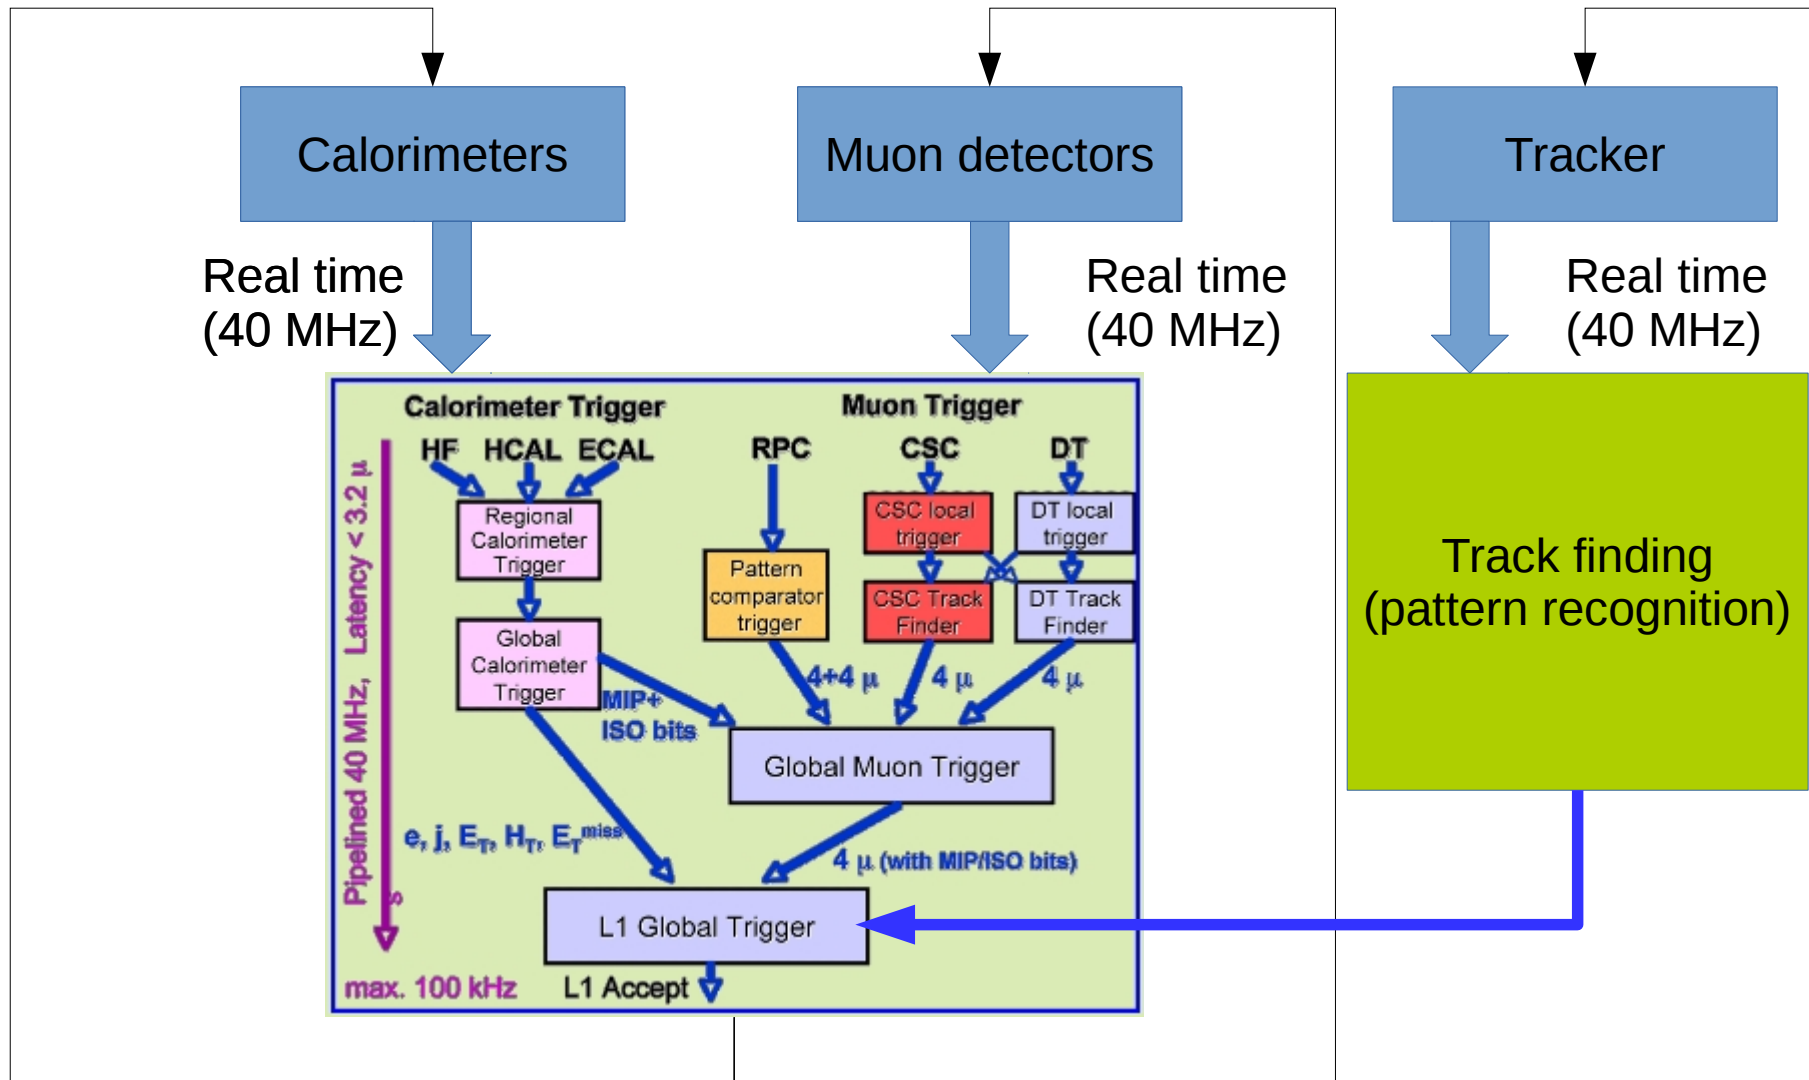 Calorimeters
Muon detectors
Tracker
Real time
(40 MHz)
Real time
(40 MHz)
Real time
(40 MHz)
Calorimeter Trigger
Muon Trigger
HF HCAL ECAL
RPC
CSC
DT
Regional
Calorimeter
Trigger
Global
Calorimeter
Trigger
Pattern
comparator
trigger
CSC local
trigger
DT local
trigger
CSC Track
Finder
DT Track
Finder
MIP+
ISO bits
4+4 μ
4 μ
4 μ
Global Muon Trigger
e, j, E_T, H_T, E_T^miss
4 μ (with MIP/ISO bits)
L1 Global Trigger
L1 Accept
max. 100 kHz
Pipelined 40 MHz, Latency < 3.2 μ
s
Track finding
(pattern recognition)